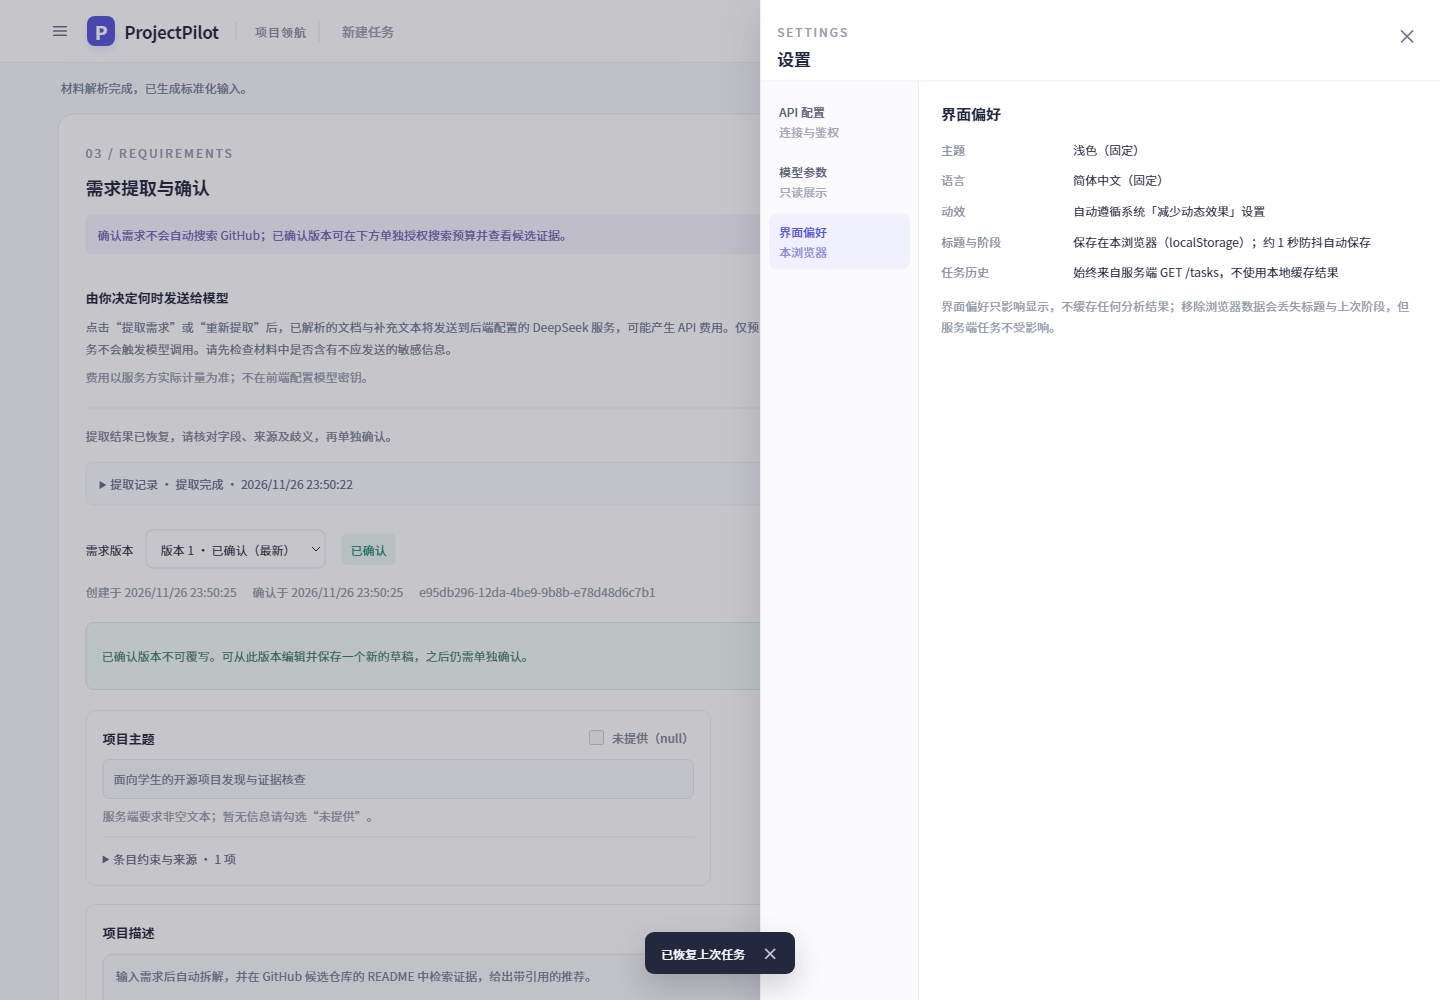 P ProjectPilot 项目领航 新建任务
材料解析完成，已生成标准化输入。
03 / REQUIREMENTS
需求提取与确认
确认需求不会自动搜索 GitHub；已确认版本可在下方单独授权搜索预算并查看候选证据。
由你决定何时发送给模型
点击“提取需求”或“重新提取”后，已解析的文档与补充文本将发送到后端配置的 DeepSeek 服务，可能产生 API 费用。仅预
务不会触发模型调用。请先检查材料中是否含有不应发送的敏感信息。
费用以服务方实际计量为准；不在前端配置模型密钥。
提取结果已恢复，请核对字段、来源及歧义，再单独确认。
▶ 提取记录 · 提取完成 · 2026/11/26 23:50:22
需求版本 版本 1 · 已确认（最新） 已确认
创建于 2026/11/26 23:50:25 确认于 2026/11/26 23:50:25 e95db296-12da-4be9-9b8b-e78d48d6c7b1
已确认版本不可覆写。可从此版本编辑并保存一个新的草稿，之后仍需单独确认。
项目主题 未提供（null）
面向学生的开源项目发现与证据核查
服务端要求非空文本；暂无信息请勾选“未提供”。
▶ 条目约束与来源 · 1 项
项目描述
输入需求后自动拆解，并在 GitHub 候选仓库的 README 中检索证据，给出带引用的推荐。
SETTINGS
设置
API 配置
连接与鉴权
模型参数
只读展示
界面偏好
本浏览器
界面偏好
主题 浅色（固定）
语言 简体中文（固定）
动效 自动遵循系统「减少动态效果」设置
标题与阶段 保存在本浏览器（localStorage）；约 1 秒防抖自动保存
任务历史 始终来自服务端 GET /tasks，不使用本地缓存结果
界面偏好只影响显示，不缓存任何分析结果；移除浏览器数据会丢失标题与上次阶段，但
服务端任务不受影响。
已恢复上次任务